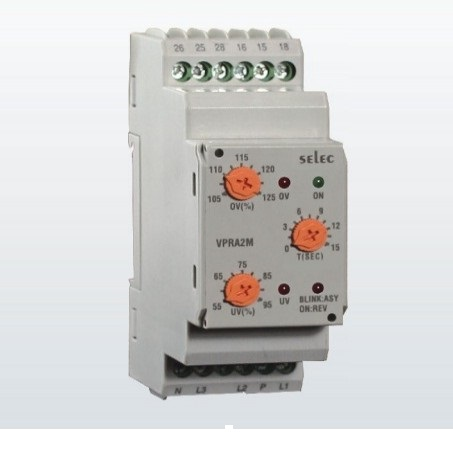 26 25 28 16 15 18
selec
115
110 120
105 125
OV(%)
OV ON
6 9
3 12
0 15
T(SEC)
VPRA2M
75
65 85
55 95
UV(%)
UV
BLINK:ASY
ON:REV
N L3 L2 P L1